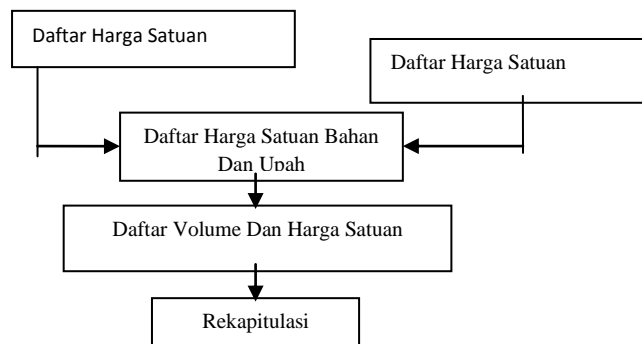 Daftar Harga Satuan
Daftar Harga Satuan
Daftar Harga Satuan Bahan
Dan Upah
Daftar Volume Dan Harga Satuan
Rekapitulasi